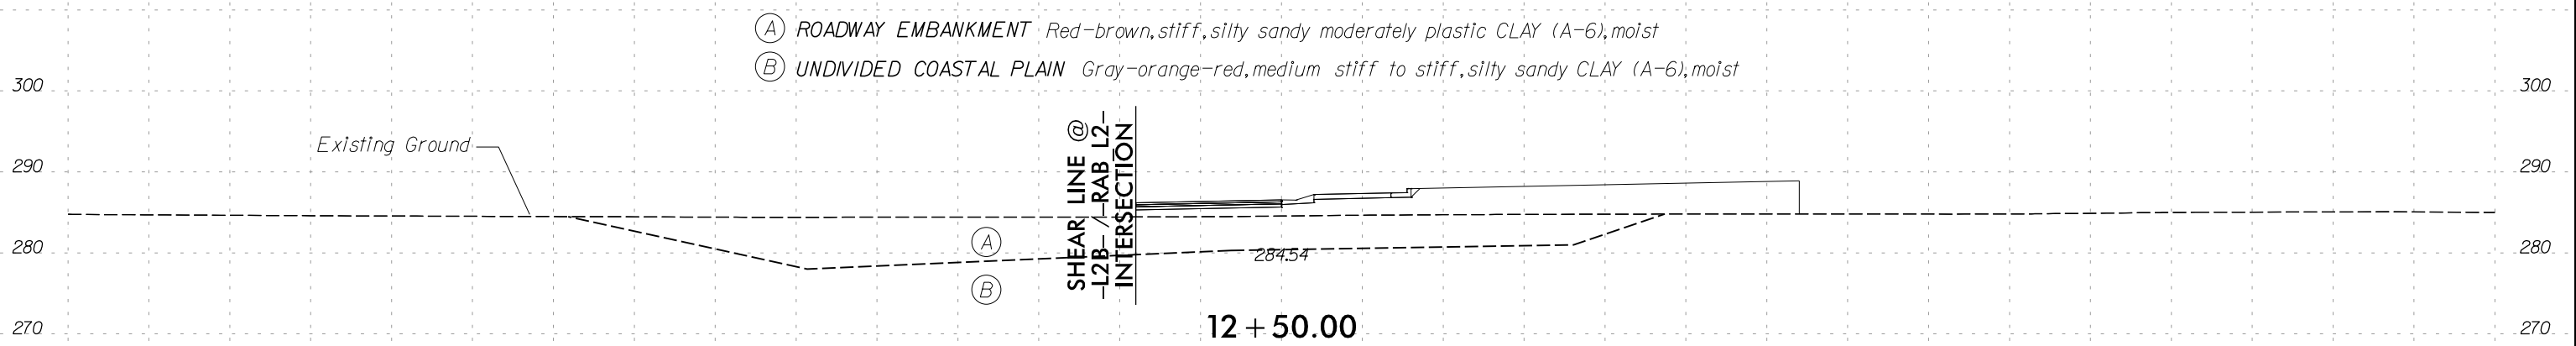 (A) ROADWAY EMBANKMENT Red-brown, stiff, silty sandy moderately plastic CLAY (A-6), moist
(B) UNDIVIDED COASTAL PLAIN Gray-orange-red, medium stiff to stiff, silty sandy CLAY (A-6), moist
300 300
Existing Ground
290 290
SHEAR LINE @
-L2B- /-RAB_L2-
INTERSECTION
A
280 280
284.54
B
270 270
12+50.00